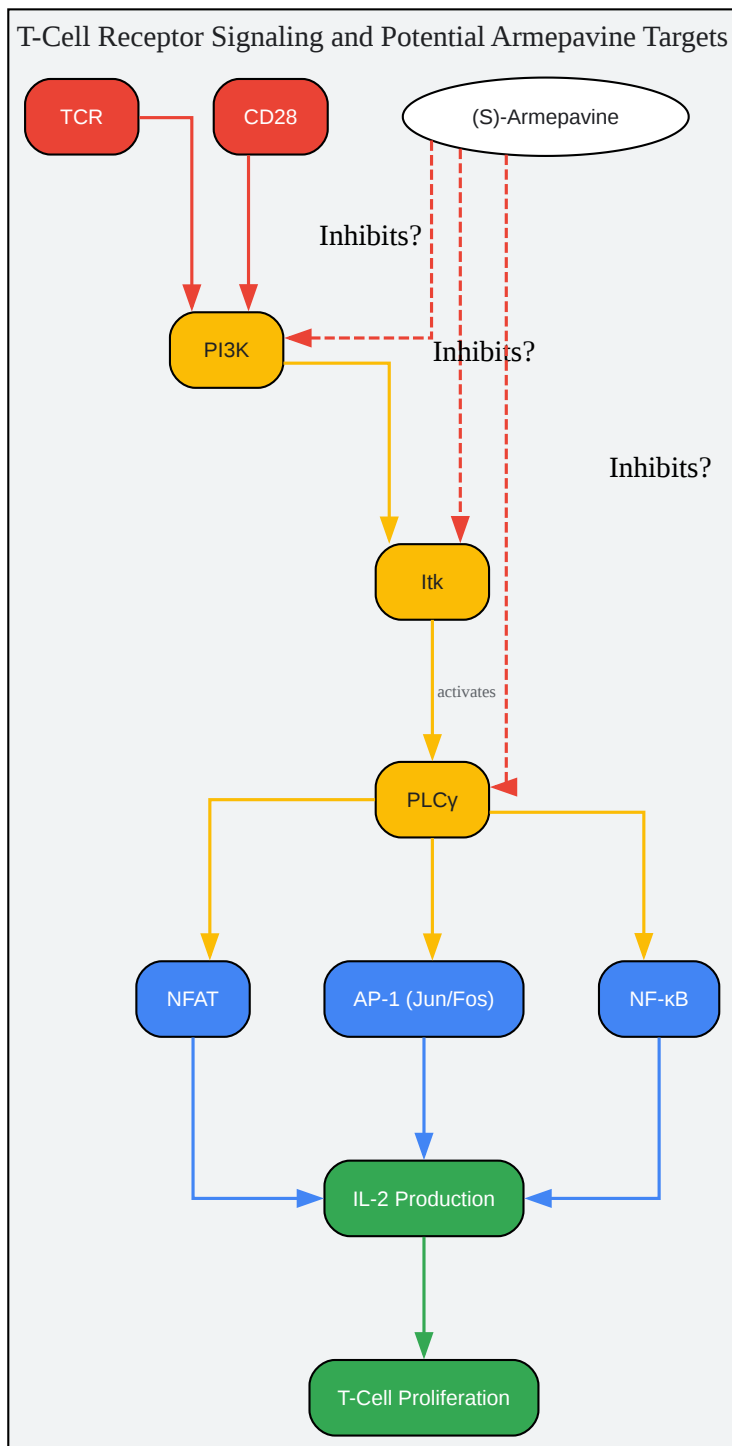 T-Cell Receptor Signaling and Potential Armepavine Targets
TCR
CD28
(S)-Armepavine
Inhibits?
PI3K
Inhibits?
Inhibits?
Itk
activates
PLCγ
NFAT
AP-1 (Jun/Fos)
NF-κB
IL-2 Production
T-Cell Proliferation